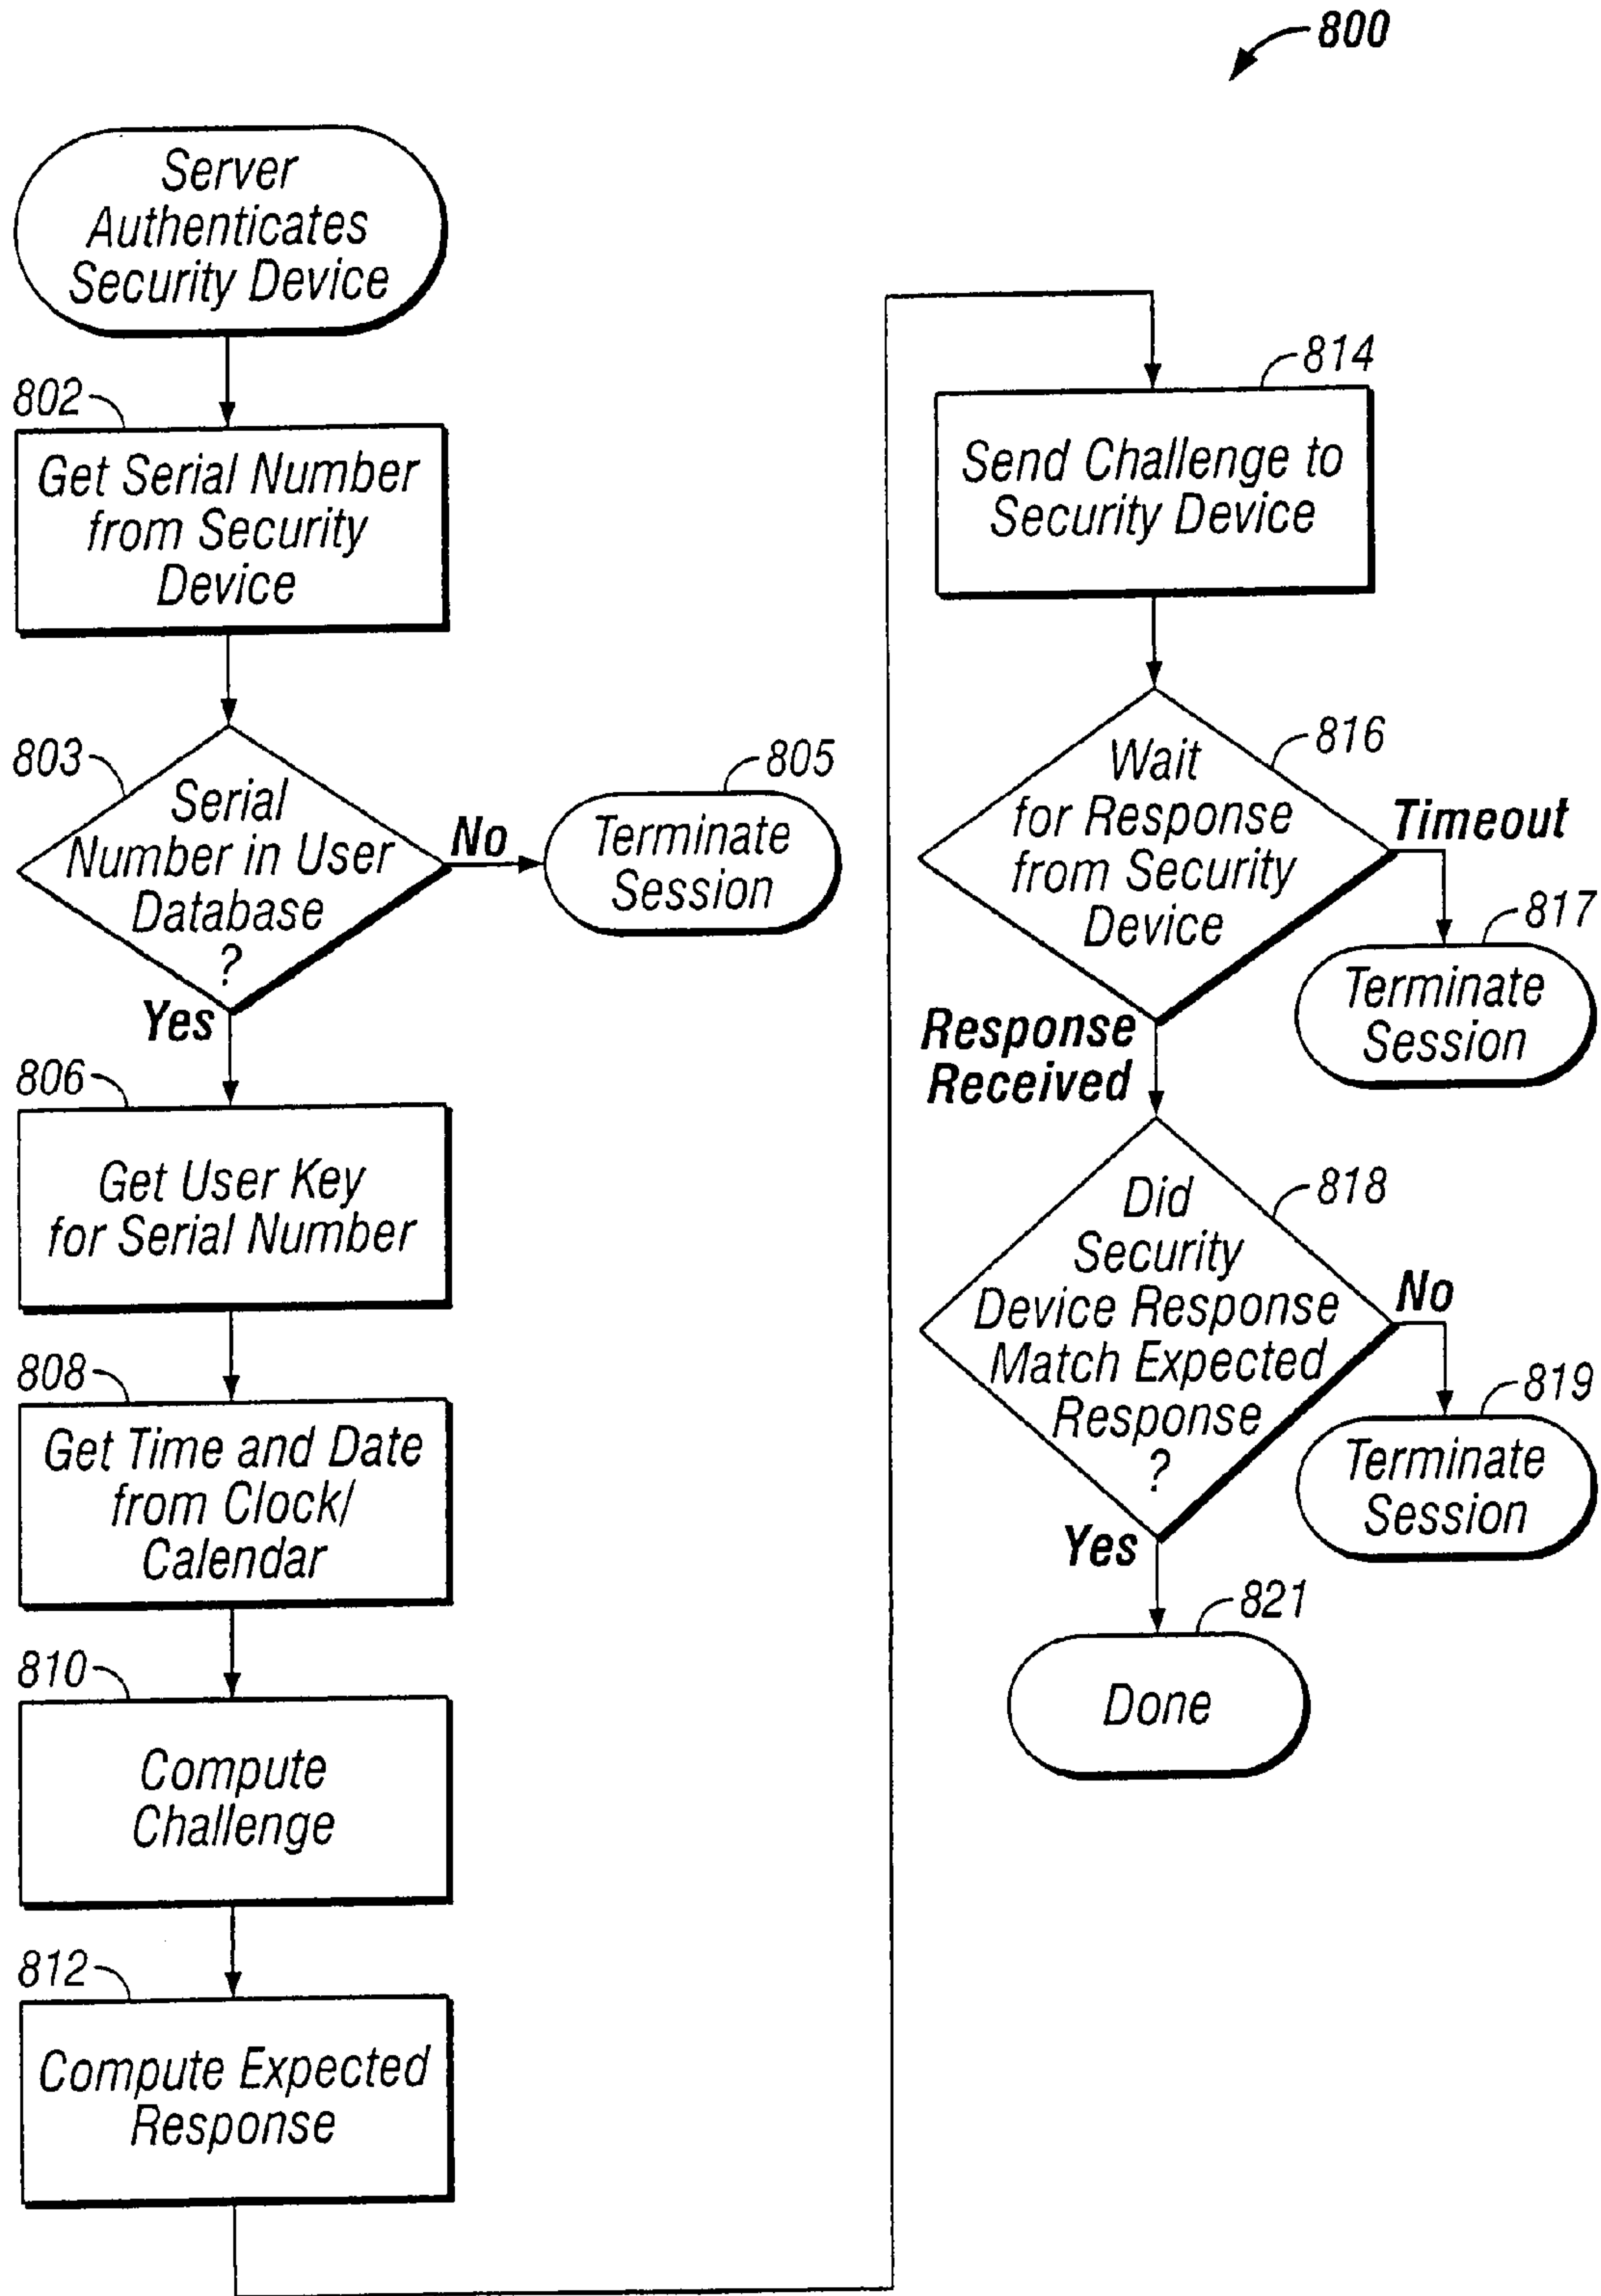 800
Server
Authenticates
Security Device
802
Get Serial Number
from Security
Device
803
Serial
Number in User
Database
?
No
805
Terminate
Session
Yes
806
Get User Key
for Serial Number
808
Get Time and Date
from Clock/
Calendar
810
Compute
Challenge
812
Compute Expected
Response
814
Send Challenge to
Security Device
816
Wait
for Response
from Security
Device
Timeout
817
Terminate
Session
Response
Received
818
Did
Security
Device Response
Match Expected
Response
?
No
819
Terminate
Session
Yes
821
Done